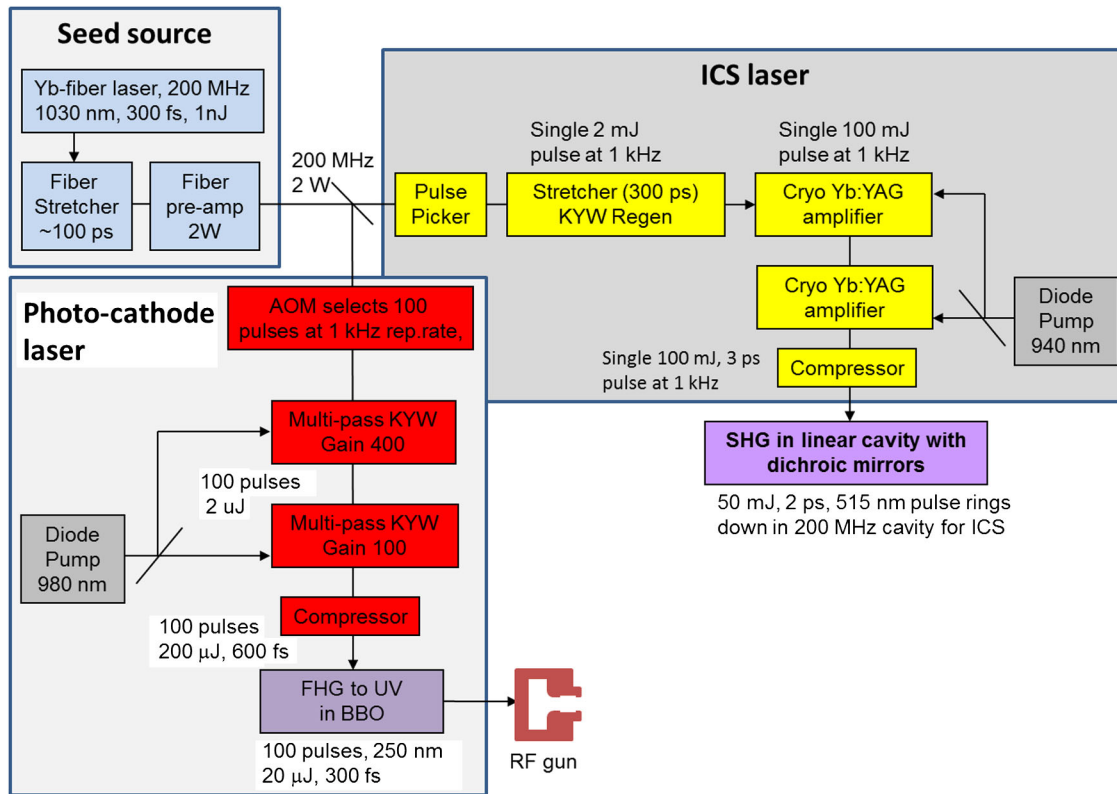 Seed source
Yb-fiber laser, 200 MHz
1030 nm, 300 fs, 1nJ
Fiber
Stretcher
~100 ps
Fiber
pre-amp
2W
200 MHz
2 W
ICS laser
Single 2 mJ
pulse at 1 kHz
Single 100 mJ
pulse at 1 kHz
Pulse
Picker
Stretcher (300 ps)
KYW Regen
Cryo Yb:YAG
amplifier
Cryo Yb:YAG
amplifier
Diode
Pump
940 nm
Single 100 mJ, 3 ps
pulse at 1 kHz
Compressor
SHG in linear cavity with
dichroic mirrors
50 mJ, 2 ps, 515 nm pulse rings
down in 200 MHz cavity for ICS
Photo-cathode
laser
AOM selects 100
pulses at 1 kHz rep.rate,
Multi-pass KYW
Gain 400
100 pulses
2 uJ
Multi-pass KYW
Gain 100
Diode
Pump
980 nm
Compressor
100 pulses
200 μJ, 600 fs
FHG to UV
in BBO
100 pulses, 250 nm
20 μJ, 300 fs
RF gun